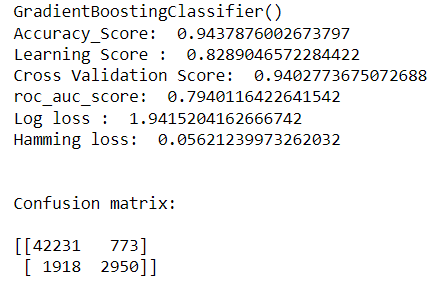 GradientBoostingClassifier()
Accuracy_Score:  0.9437876002673797
Learning Score :  0.8289046572284422
Cross Validation Score:  0.9402773675072688
roc_auc_score:  0.7940116422641542
Log loss :  1.9415204162666742
Hamming loss:  0.05621239973262032
Confusion matrix:
[[42231   773]
 [ 1918  2950]]